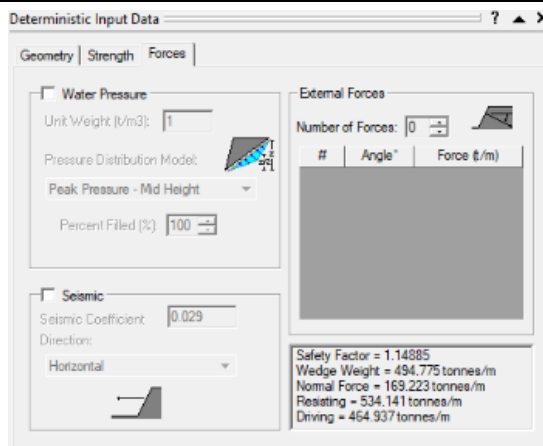 Deterministic Input Data
?
Geometry
Strength
Forces
Water Pressure
Unit Weight (t/m3):
1
Pressure Distribution Model:
Peak Pressure - Mid Height
Percent Filled (%)
100
Seismic
Seismic Coefficient
0.029
Direction:
Horizontal
External Forces
Number of Forces:
0
#
Angle°
Force (t/m)
Safety Factor = 1.14885
Wedge Weight = 494.775 tonnes/m
Normal Force = 169.223 tonnes/m
Resisting = 534.141 tonnes/m
Driving = 464.937 tonnes/m